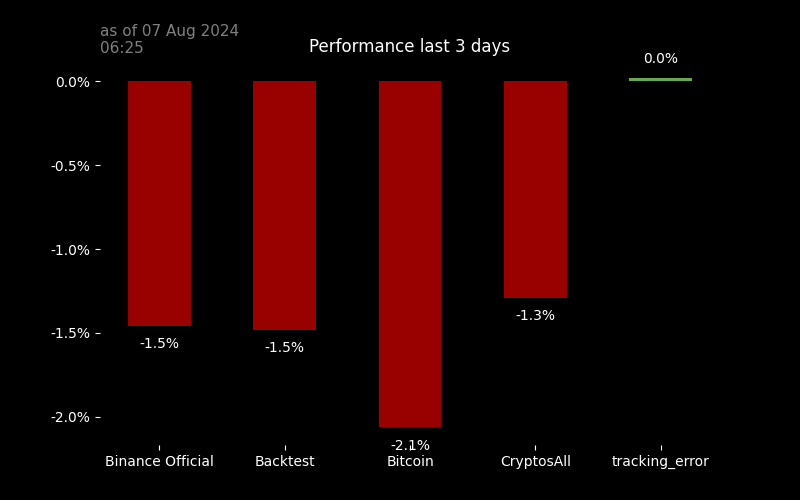 as of 07 Aug 2024
06:25
Performance last 3 days
0.0%
0.0%
-0.5%
-1.0%
-1.5%
-2.0%
-1.5%
-1.5%
-2.1%
-1.3%
Binance Official
Backtest
Bitcoin
CryptosAll
tracking_error